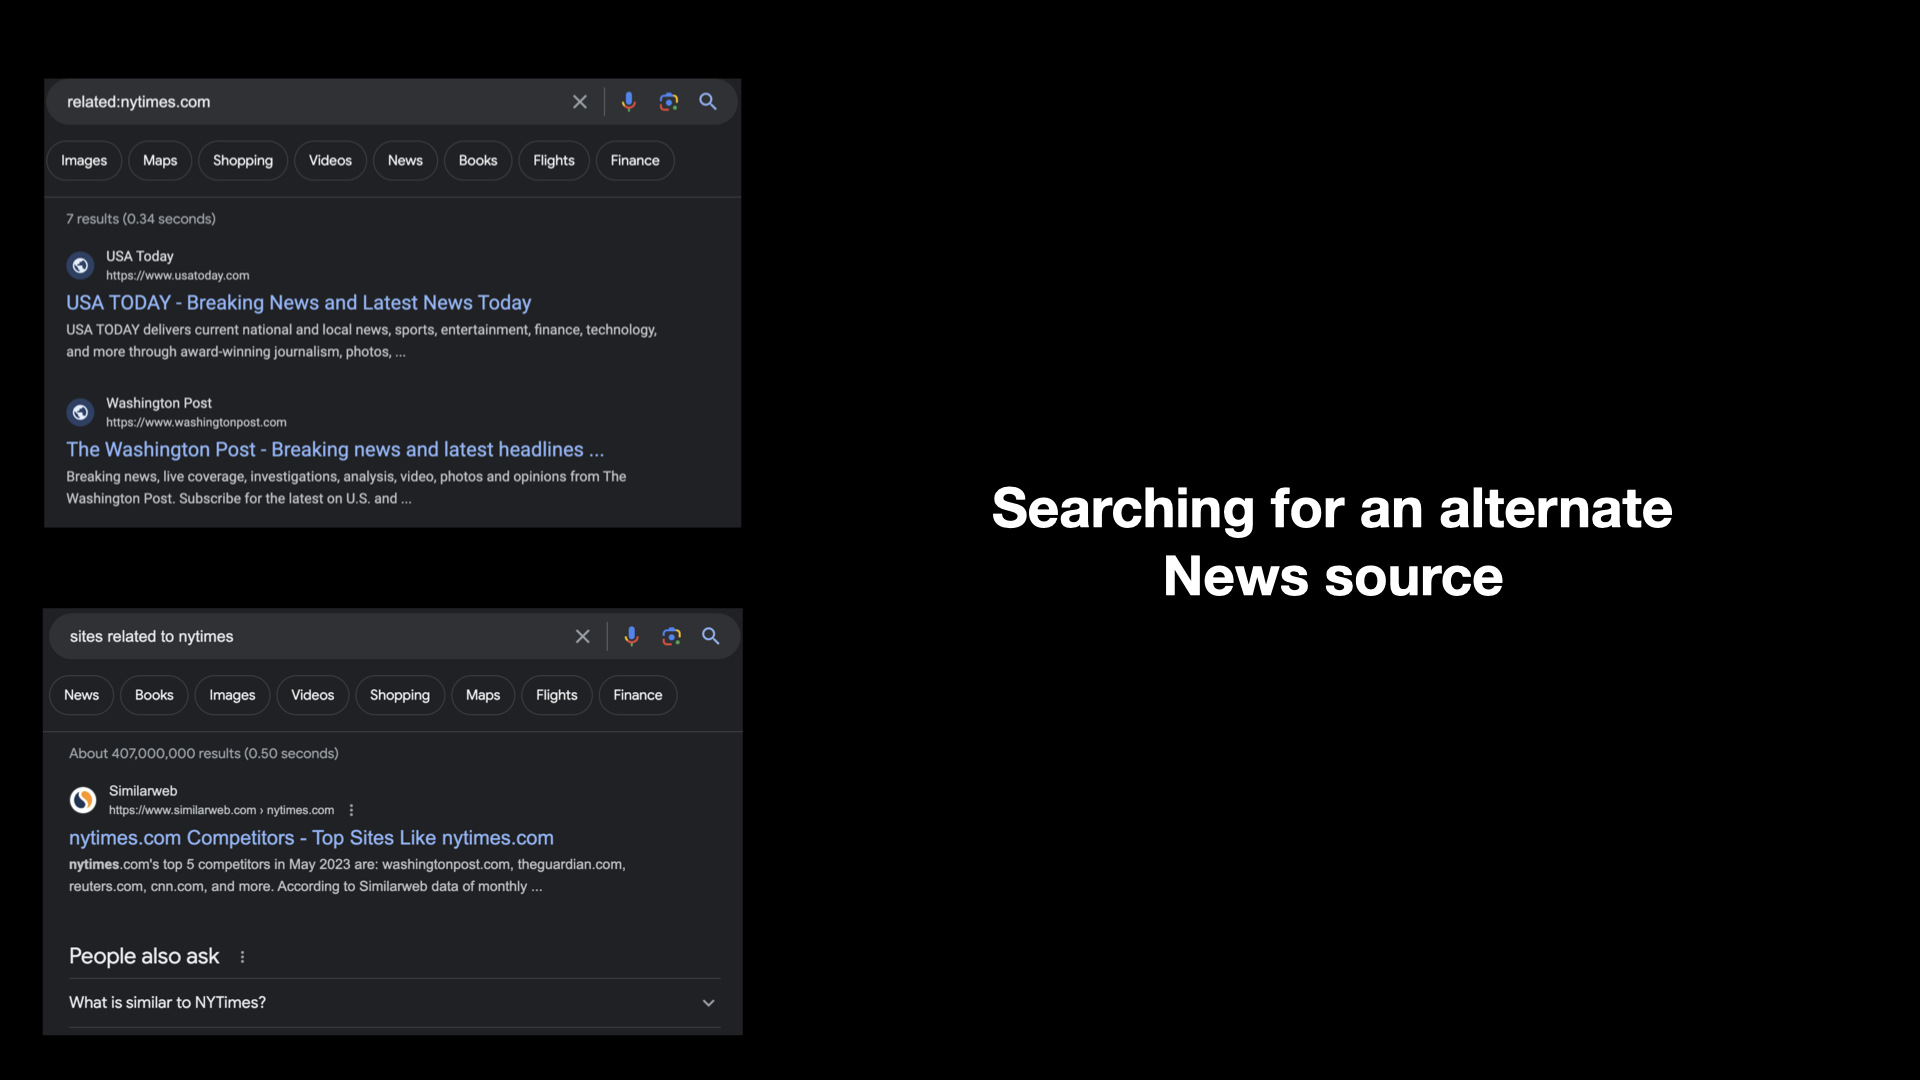 related:nytimes.com
Images Maps Shopping Videos News Books Flights Finance
7 results (0.34 seconds)
USA Today
https://www.usatoday.com
USA TODAY - Breaking News and Latest News Today
USA TODAY delivers current national and local news, sports, entertainment, finance, technology,
and more through award-winning journalism, photos, ...
Washington Post
https://www.washingtonpost.com
The Washington Post - Breaking news and latest headlines ...
Breaking news, live coverage, investigations, analysis, video, photos and opinions from The
Washington Post. Subscribe for the latest on U.S. and ...
sites related to nytimes
News Books Images Videos Shopping Maps Flights Finance
About 407,000,000 results (0.50 seconds)
Similarweb
https://www.similarweb.com › nytimes.com
nytimes.com Competitors - Top Sites Like nytimes.com
nytimes.com's top 5 competitors in May 2023 are: washingtonpost.com, theguardian.com,
reuters.com, cnn.com, and more. According to Similarweb data of monthly ...
People also ask
What is similar to NYTimes?
Searching for an alternate
News source